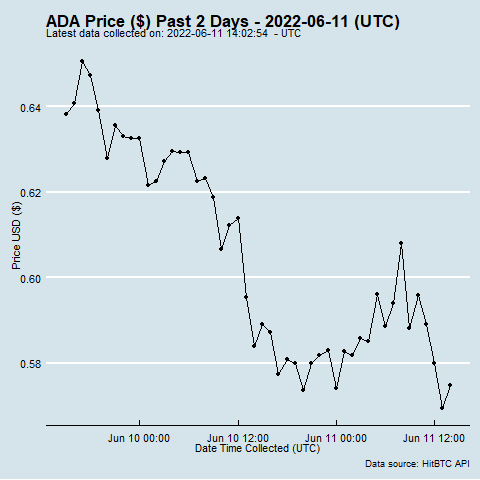 ADA Price ($) Past 2 Days - 2022-06-11 (UTC)
Latest data collected on: 2022-06-11 14:02:54  - UTC
Price USD ($)
0.64
0.62
0.60
0.58
Jun 10 00:00
Jun 10 12:00
Jun 11 00:00
Jun 11 12:00
Date Time Collected (UTC)
Data source: HitBTC API